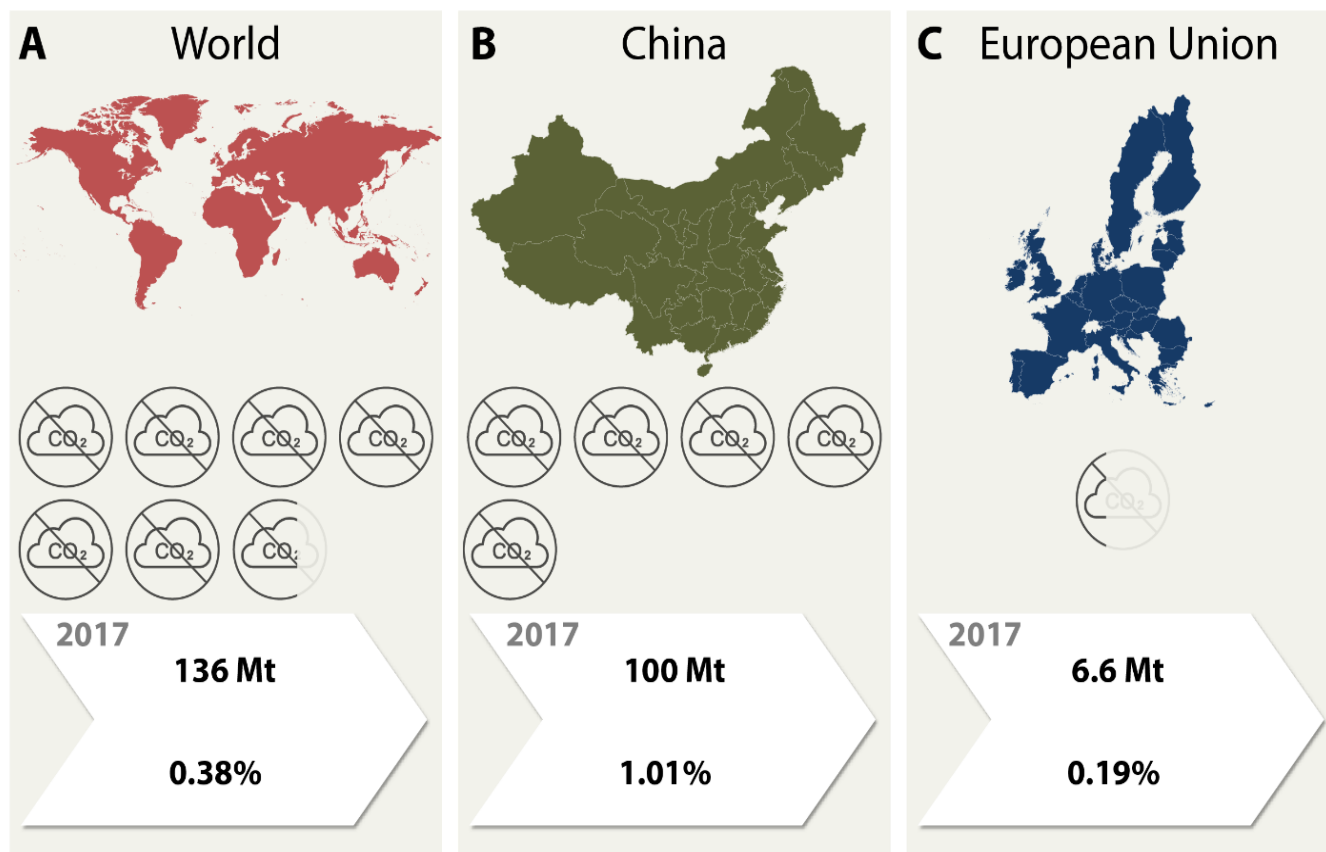 A World
CO₂ CO₂ CO₂ CO₂
CO₂ CO₂ CO₂
2017
136 Mt
0.38%
B China
CO₂ CO₂ CO₂ CO₂
CO₂
2017
100 Mt
1.01%
C European Union
CO₂
2017
6.6 Mt
0.19%